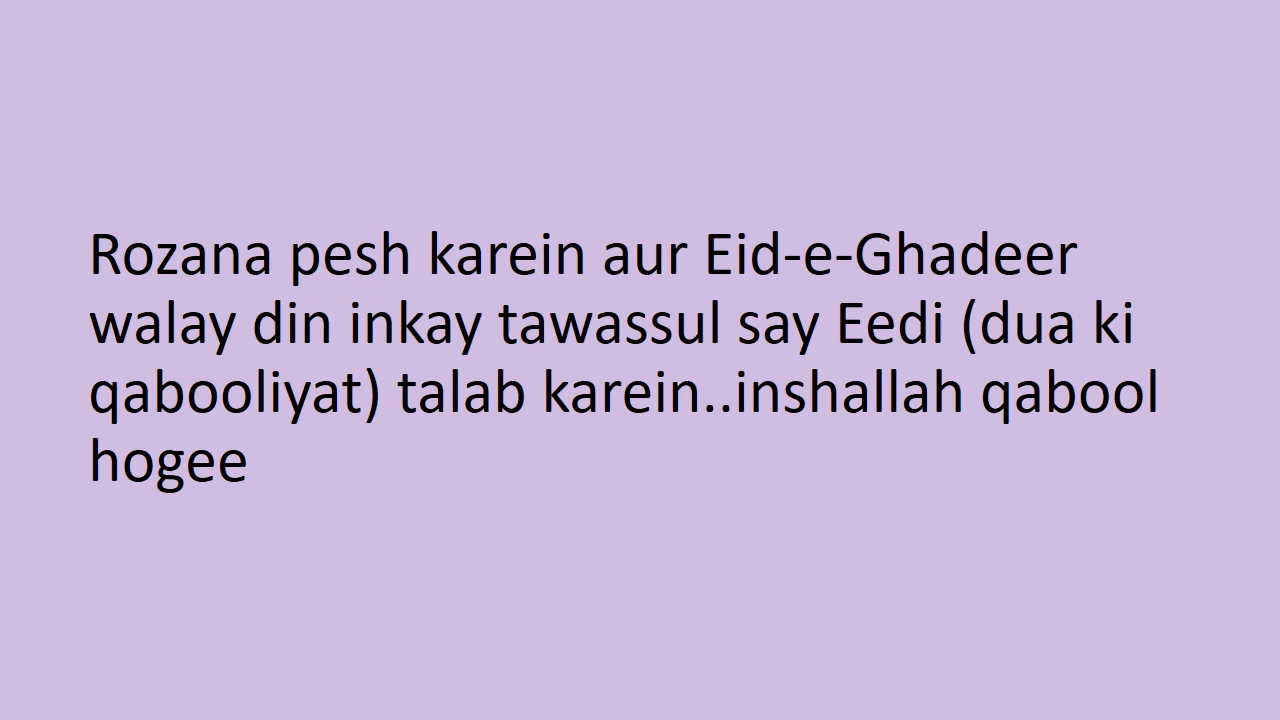 Rozana pesh karein aur Eid-e-Ghadeer
walay din inkay tawassul say Eedi (dua ki
qabooliyat) talab karein..inshallah qabool
hogee